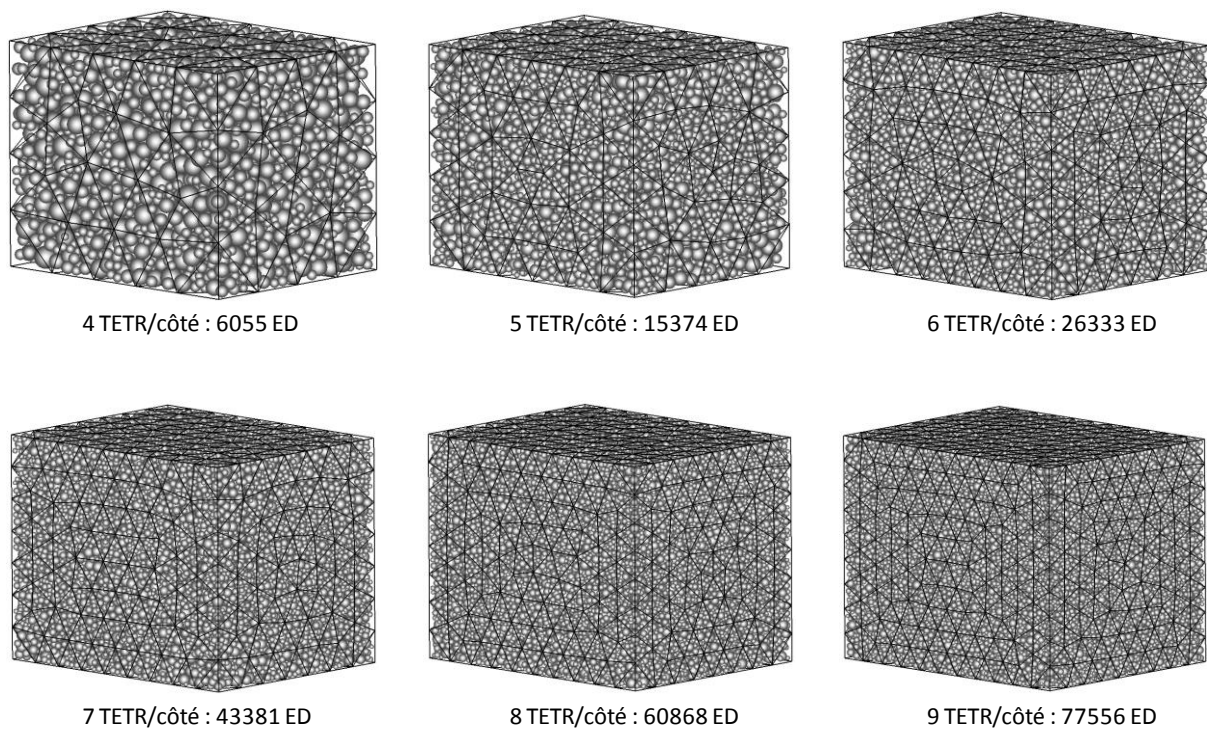 4 TETR/côté : 6055 ED
5 TETR/côté : 15374 ED
6 TETR/côté : 26333 ED
7 TETR/côté : 43381 ED
8 TETR/côté : 60868 ED
9 TETR/côté : 77556 ED